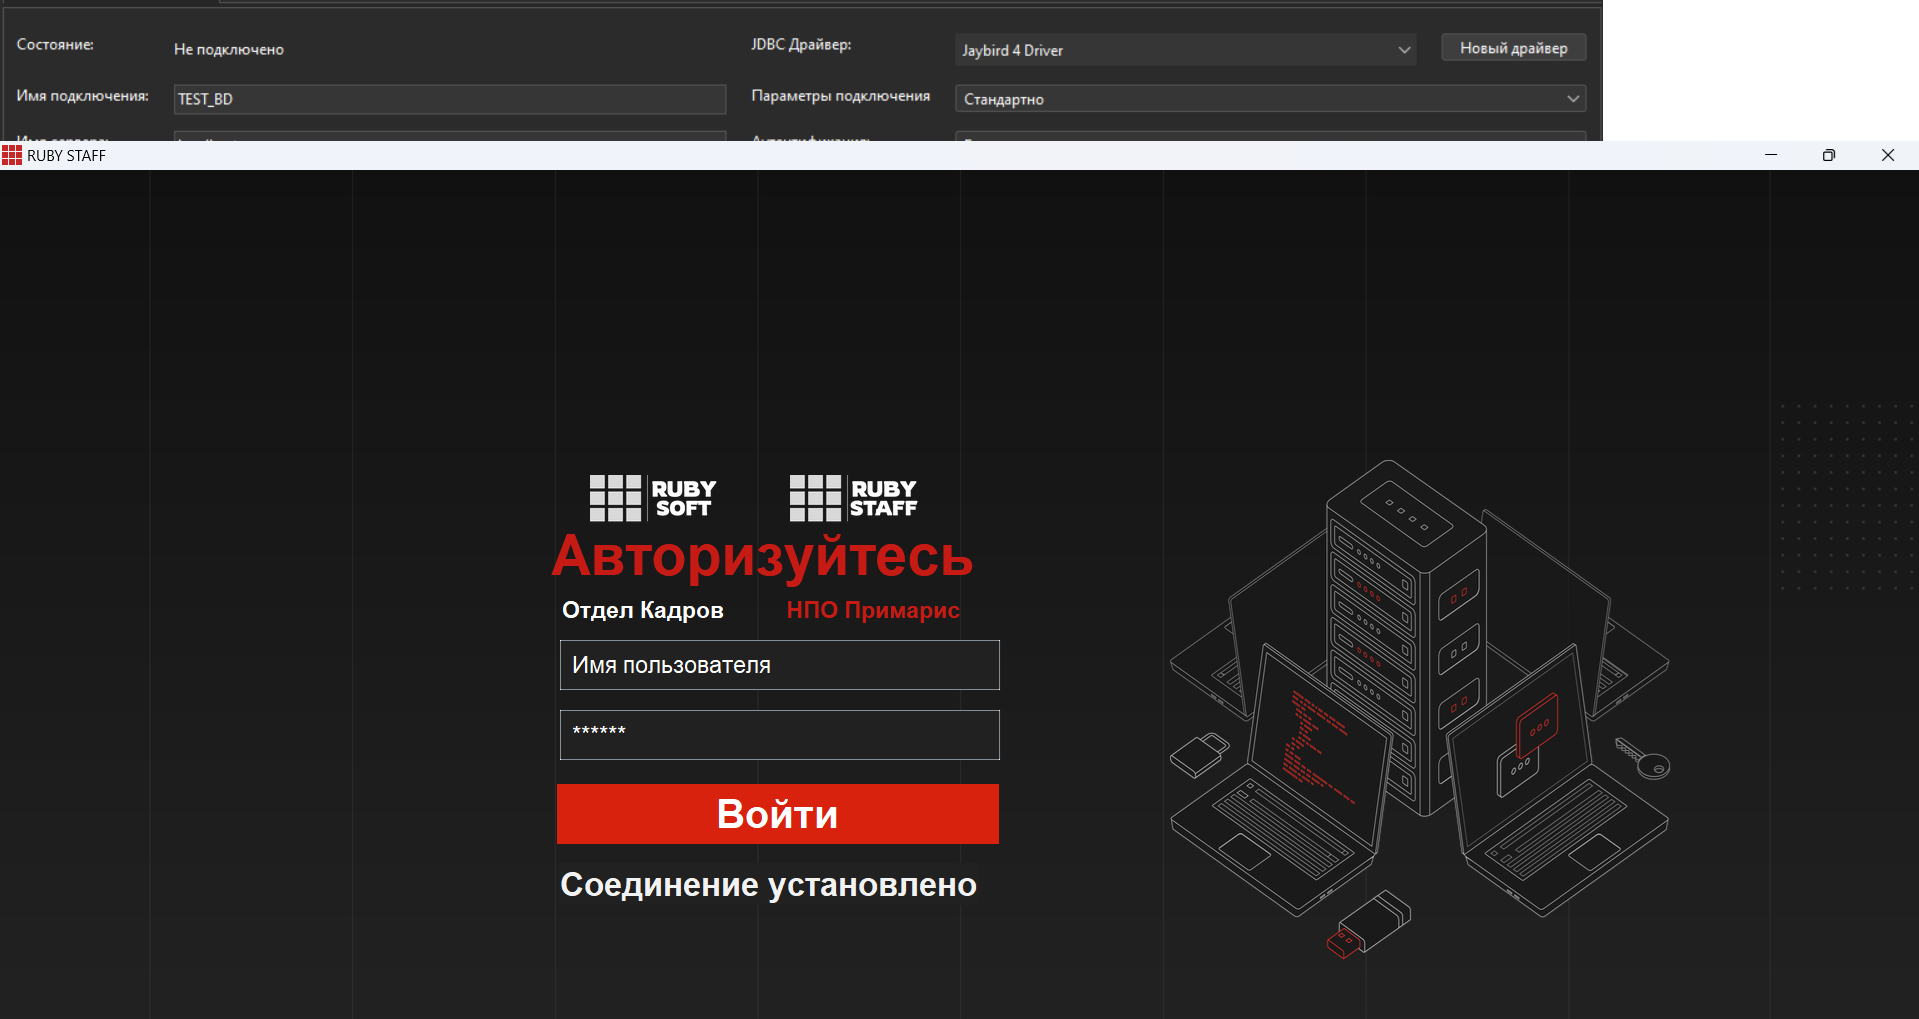 Состояние:
Не подключено
JDBC Драйвер:
Jaybird 4 Driver
Новый драйвер
Имя подключения:
TEST_BD
Параметры подключения
Стандартно
RUBY STAFF
RUBY
SOFT
RUBY
STAFF
Авторизуйтесь
Отдел Кадров
НПО Примарис
Имя пользователя
******
Войти
Соединение установлено